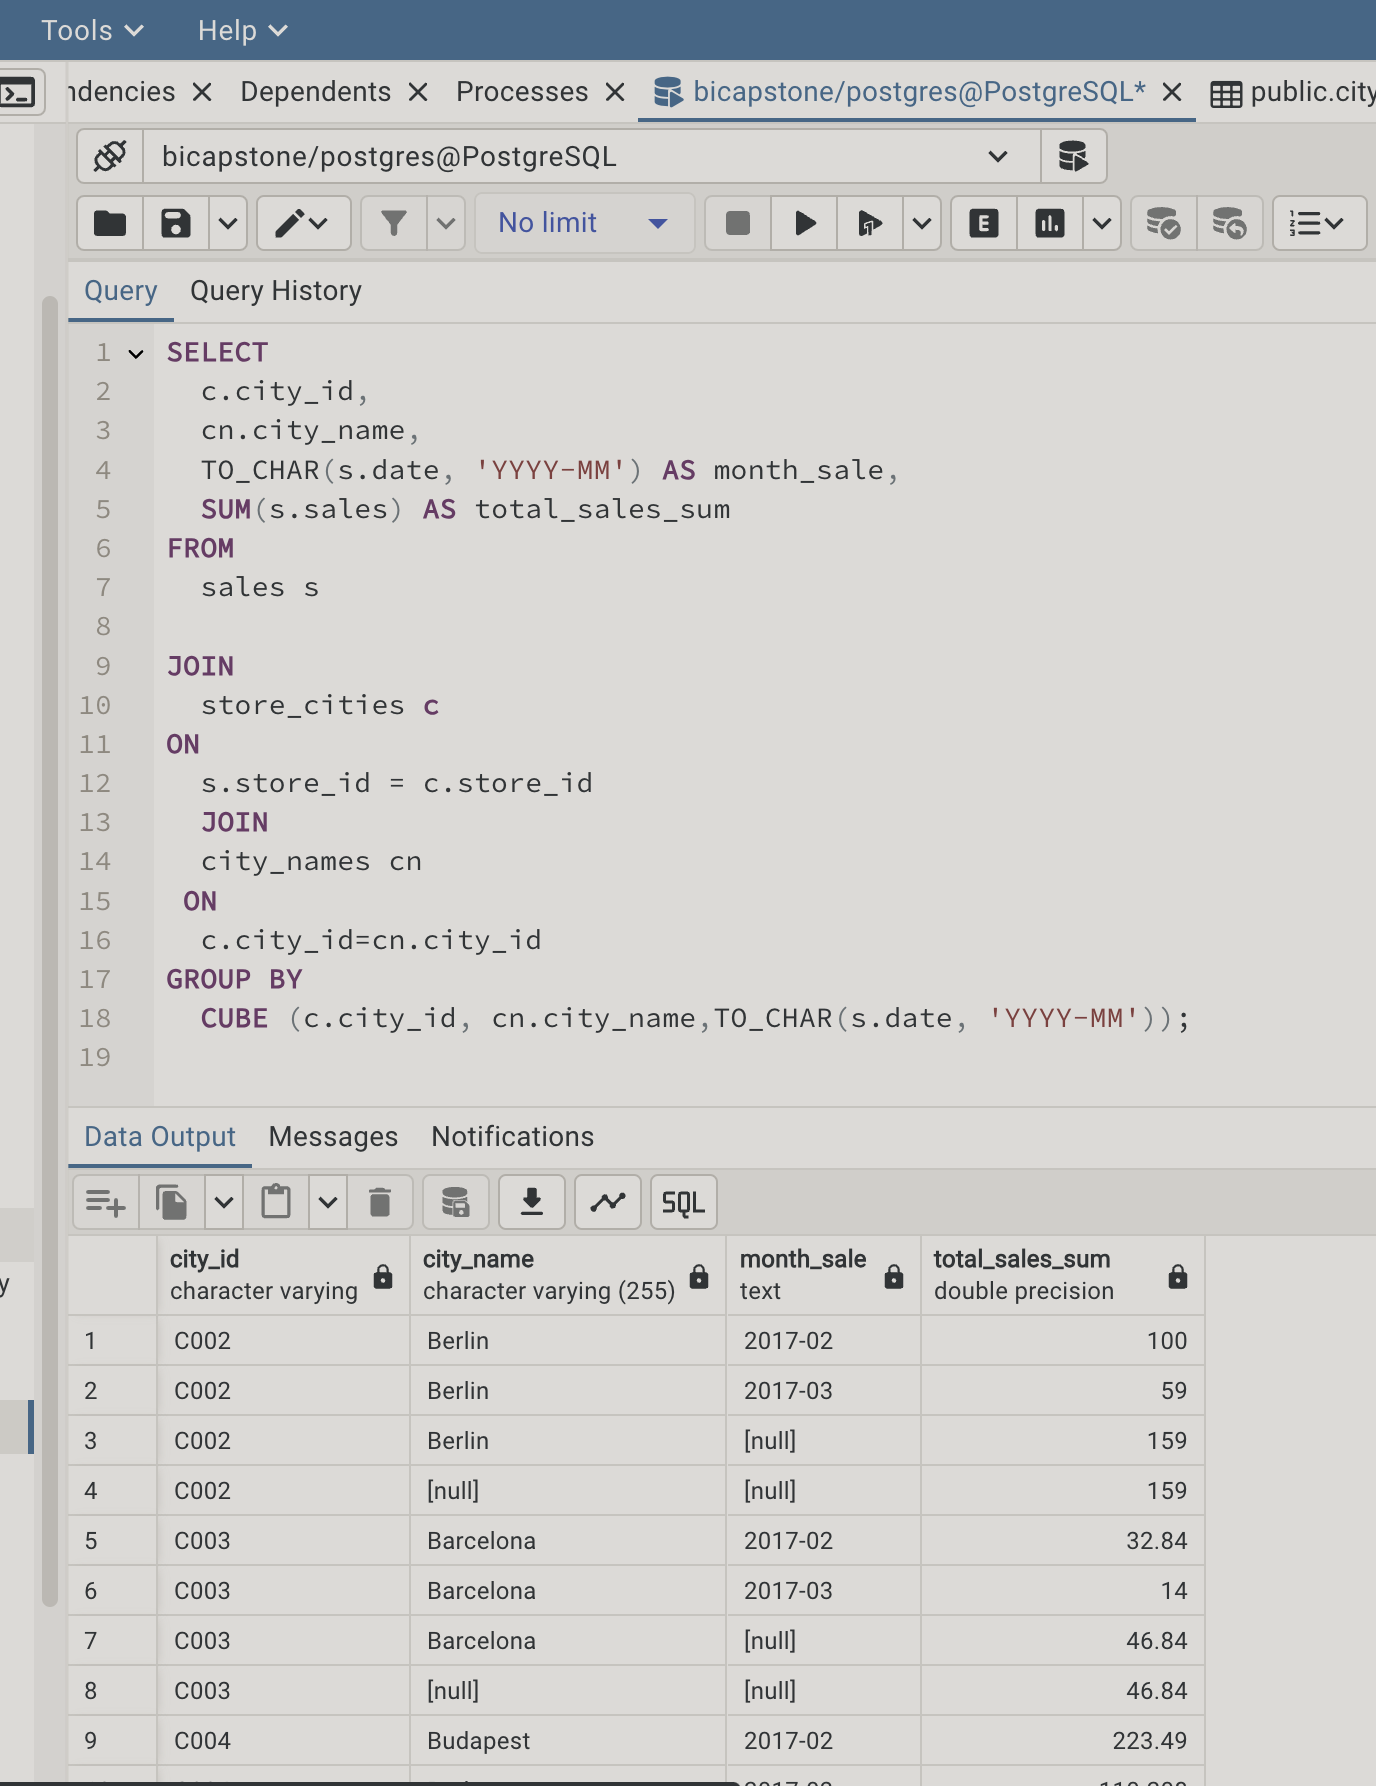 Tools Help
ndencies Dependents Processes bicapstone/postgres@PostgreSQL* public.city
bicapstone/postgres@PostgreSQL
No limit E
Query Query History
1 SELECT
2 c.city_id,
3 cn.city_name,
4 TO_CHAR(s.date, 'YYYY-MM') AS month_sale,
5 SUM(s.sales) AS total_sales_sum
6 FROM
7 sales s
8
9 JOIN
10 store_cities c
11 ON
12 s.store_id = c.store_id
13 JOIN
14 city_names cn
15 ON
16 c.city_id=cn.city_id
17 GROUP BY
18 CUBE (c.city_id, cn.city_name,TO_CHAR(s.date, 'YYYY-MM'));
19
Data Output Messages Notifications
SQL
city_id city_name month_sale total_sales_sum
character varying character varying (255) text double precision
1 C002 Berlin 2017-02 100
2 C002 Berlin 2017-03 59
3 C002 Berlin [null] 159
4 C002 [null] [null] 159
5 C003 Barcelona 2017-02 32.84
6 C003 Barcelona 2017-03 14
7 C003 Barcelona [null] 46.84
8 C003 [null] [null] 46.84
9 C004 Budapest 2017-02 223.49